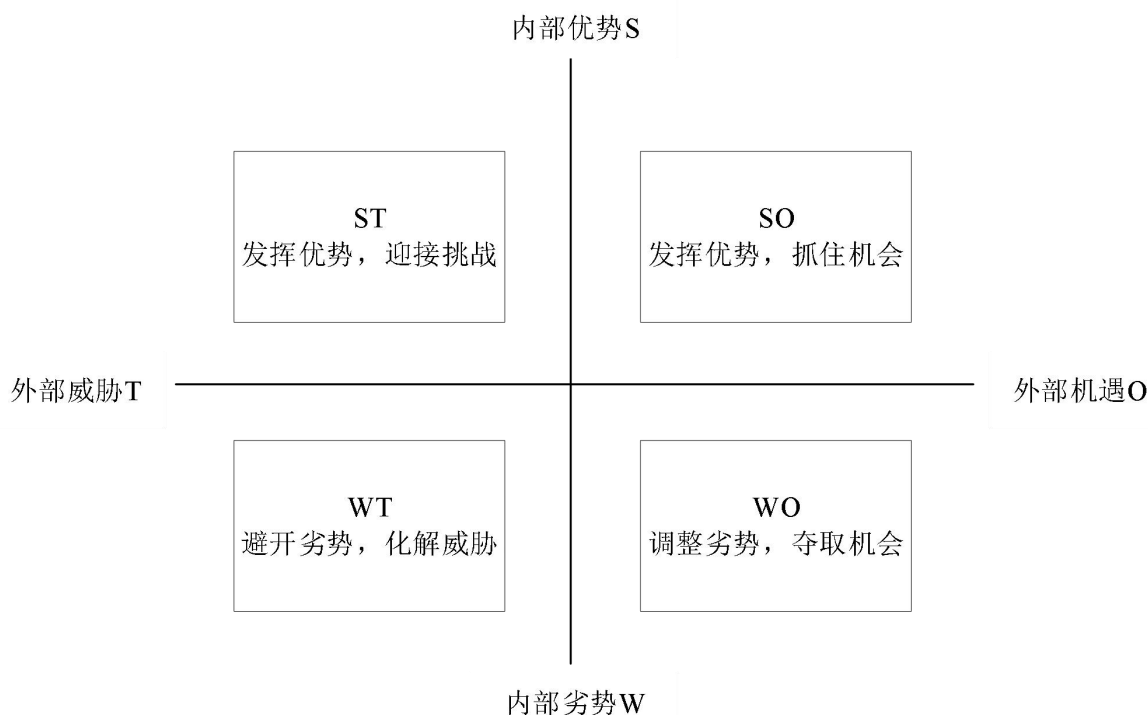 内部优势S
ST
发挥优势，迎接挑战
SO
发挥优势，抓住机会
外部威胁T
外部机遇O
WT
避开劣势，化解威胁
WO
调整劣势，夺取机会
内部劣势W